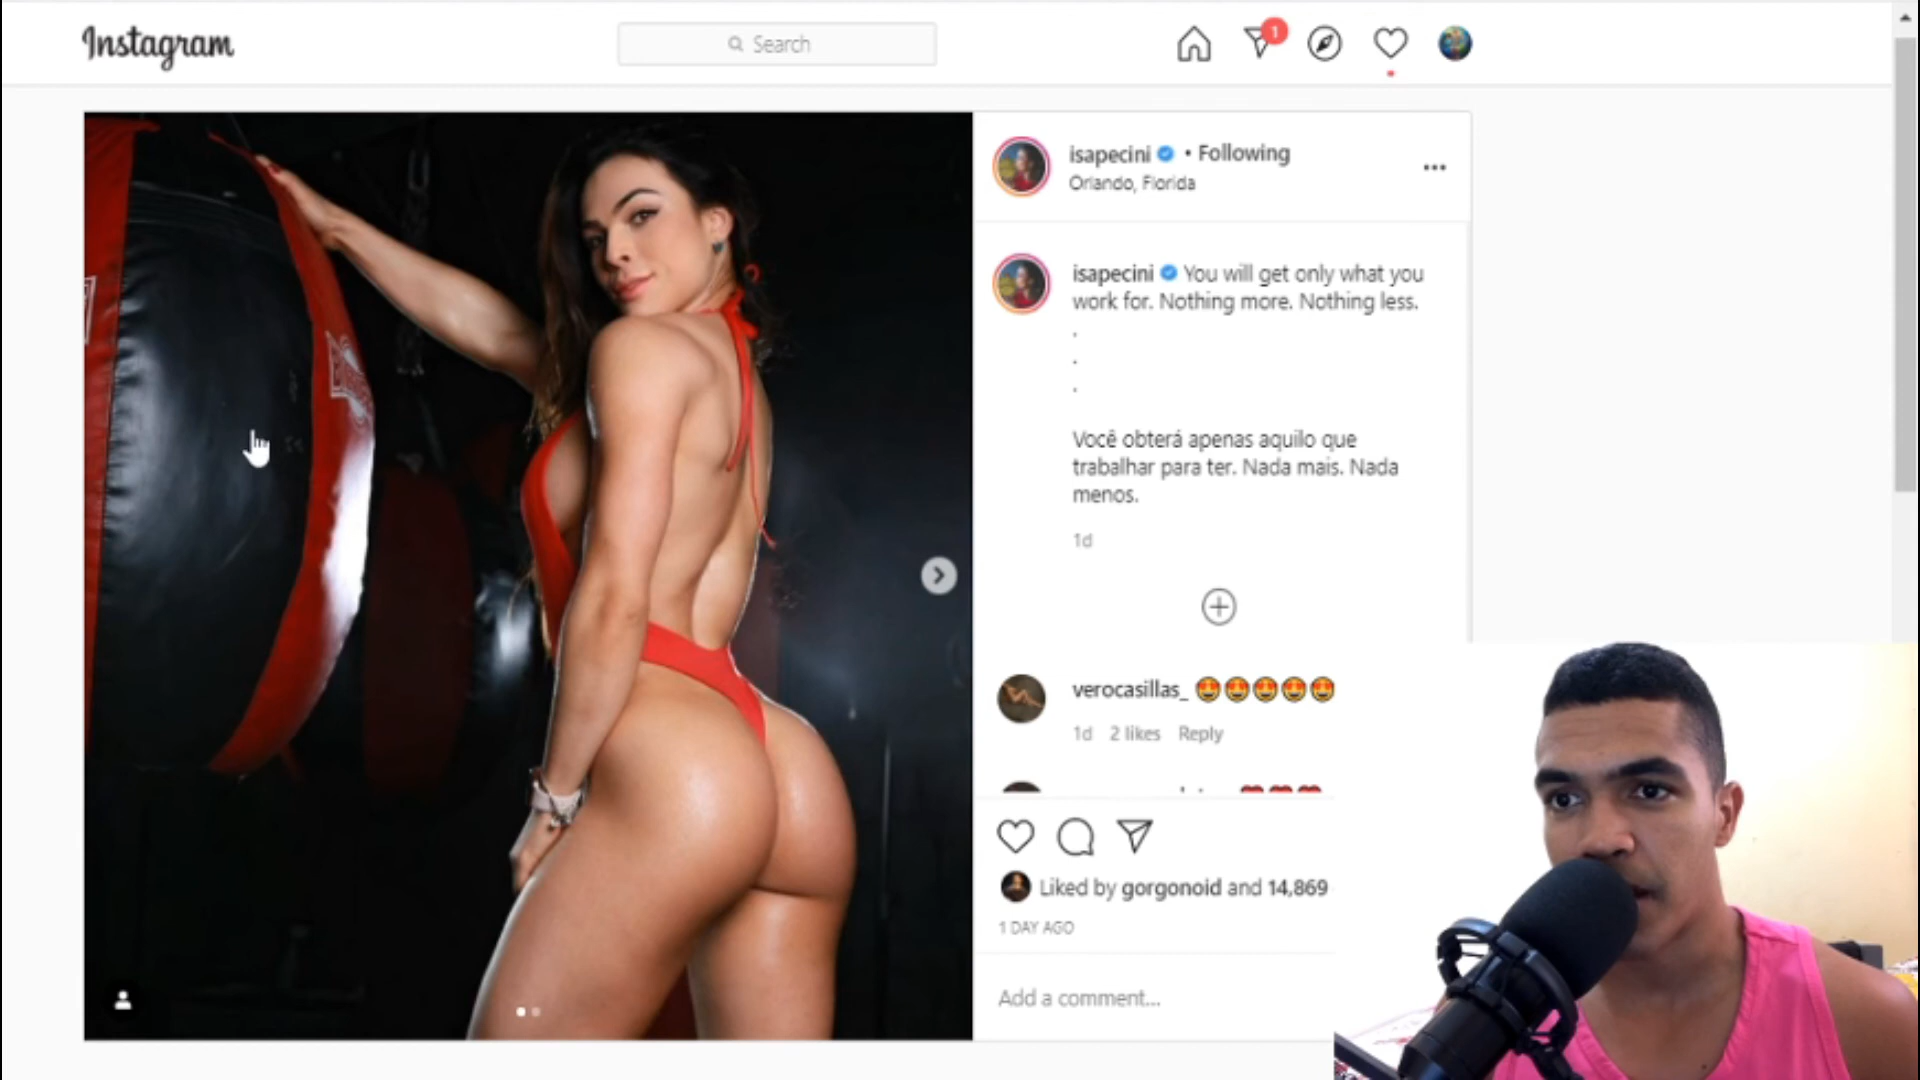 Instagram
Search
1
isapecini • Following
Orlando, Florida
isapecini You will get only what you
work for. Nothing more. Nothing less.
.
.
.
Você obterá apenas aquilo que
trabalhar para ter. Nada mais. Nada
menos.
1d
verocasillas_
1d 2 likes Reply
Liked by gorgonoid and 14,869
1 DAY AGO
Add a comment...